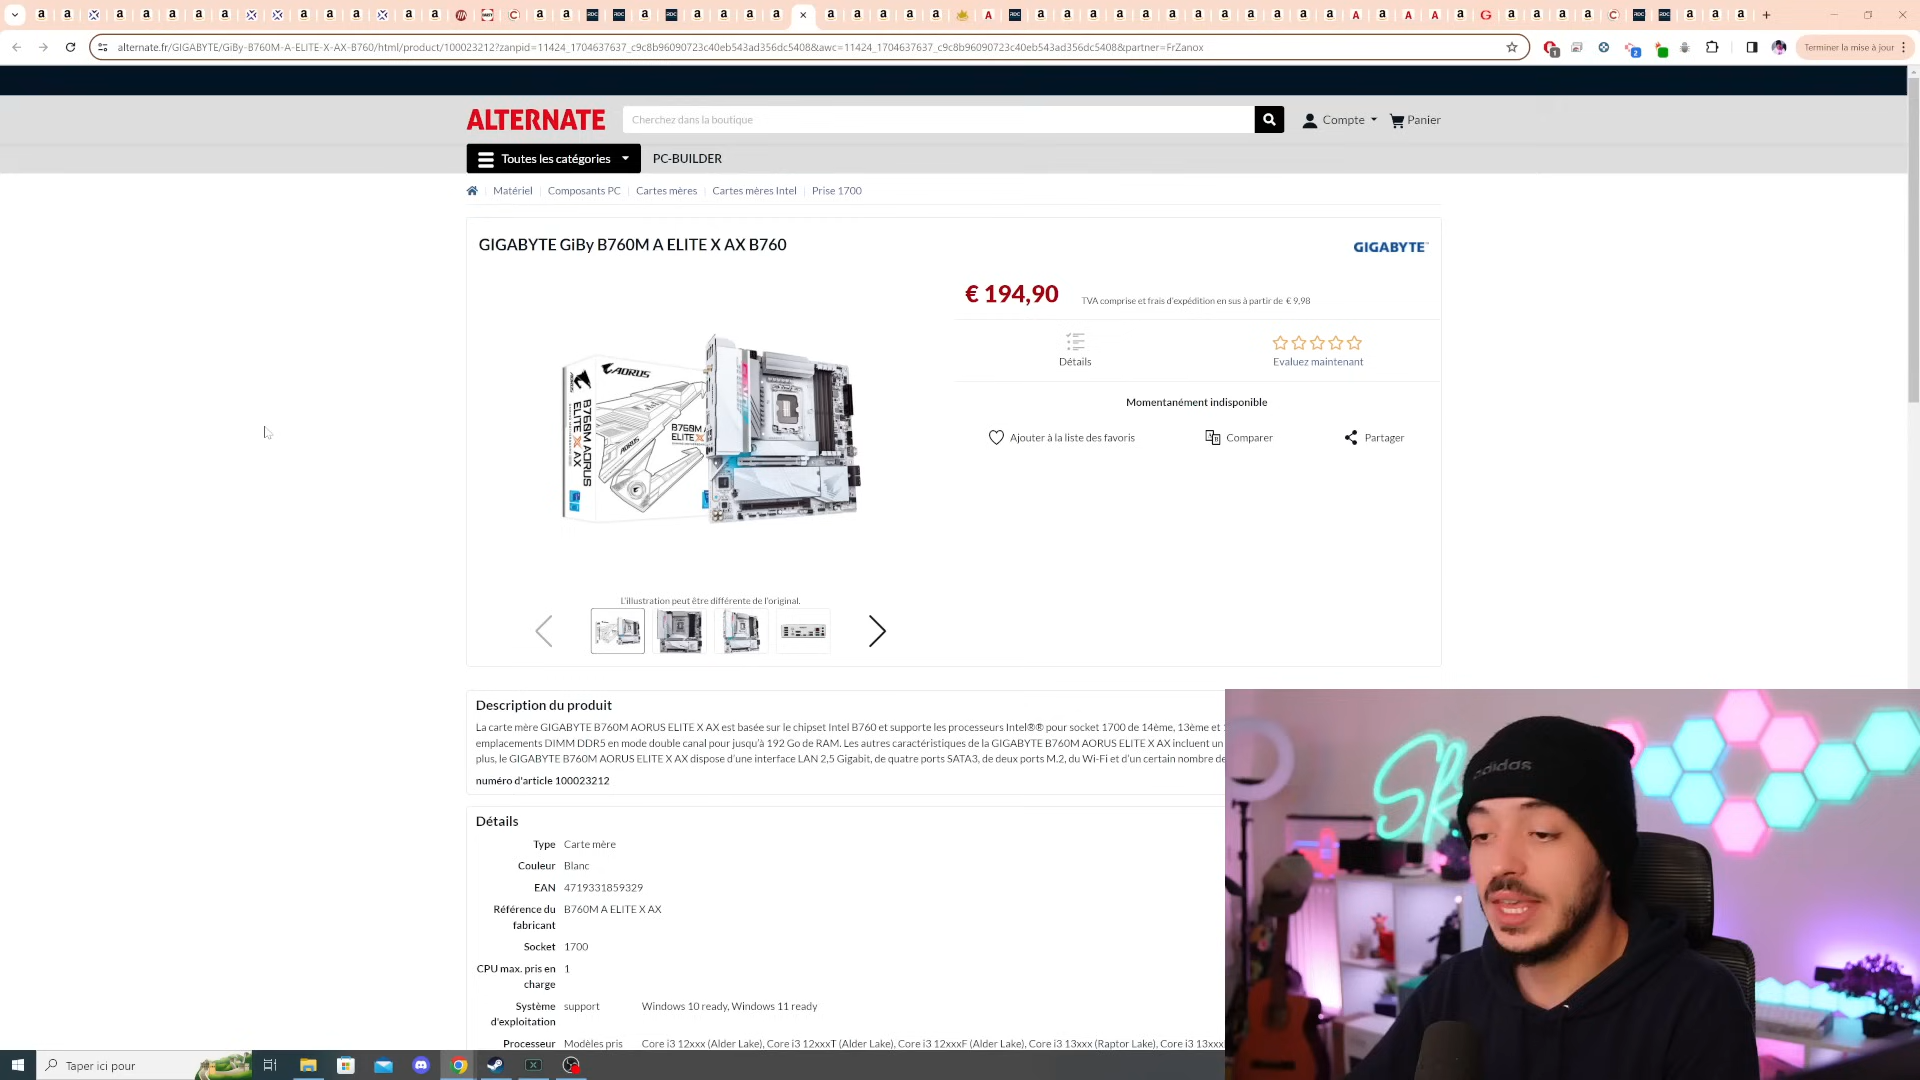 alternate.fr/GIGABYTE/GiBy-B760M-A-ELITE-X-AX-B760/html/product/100023212?zanpid=11424_1704637637_c9c8b96090723c40eb543ad356dc5408&awc=11424_1704637637_c9c8b96090723c40eb543ad356dc5408&partner=FrZanox
Terminer la mise à jour
ALTERNATE
Cherchez dans la boutique
Compte
Panier
Toutes les catégories
PC-BUILDER
Matériel
Composants PC
Cartes mères
Cartes mères Intel
Prise 1700
GIGABYTE GiBy B760M A ELITE X AX B760
GIGABYTE
€ 194,90
TVA comprise et frais d'expédition en sus à partir de € 9,98
Détails
Evaluez maintenant
Momentanément indisponible
Ajouter à la liste des favoris
Comparer
Partager
AORUS
B760M AORUS
ELITE X AX
B760M A
ELITE X
L'illustration peut être différente de l'original.
Description du produit
La carte mère GIGABYTE B760M AORUS ELITE X AX est basée sur le chipset Intel B760 et supporte les processeurs Intel®® pour socket 1700 de 14ème, 13ème et
emplacements DIMM DDR5 en mode double canal pour jusqu'à 192 Go de RAM. Les autres caractéristiques de la GIGABYTE B760M AORUS ELITE X AX incluent un
plus, le GIGABYTE B760M AORUS ELITE X AX dispose d'une interface LAN 2,5 Gigabit, de quatre ports SATA3, de deux ports M.2, du Wi-Fi et d'un certain nombre de
numéro d'article 100023212
Détails
Type Carte mère
Couleur Blanc
EAN 4719331859329
Référence du B760M A ELITE X AX
fabricant
Socket 1700
CPU max. pris en 1
charge
Système support Windows 10 ready, Windows 11 ready
d'exploitation
Processeur Modèles pris Core i3 12xxx (Alder Lake), Core i3 12xxxT (Alder Lake), Core i3 12xxxF (Alder Lake), Core i3 13xxx (Raptor Lake), Core i3 13xxx
adidas
Sk
Taper ici pour